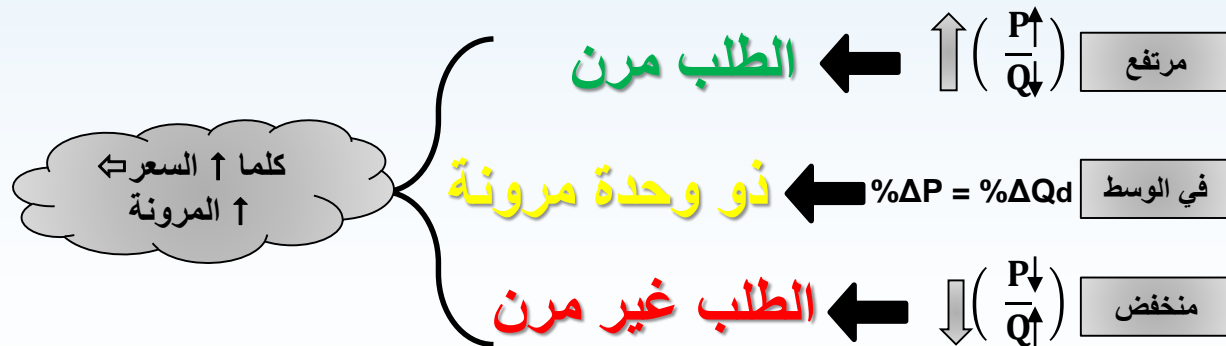 مرتفع ↑( P↑ / Q↓ ) ← الطلب مرن
في الوسط %ΔP = %ΔQd ← ذو وحدة مرونة
منخفض ↓( P↓ / Q↑ ) ← الطلب غير مرن
كلما ↑ السعر ⇦
↑ المرونة